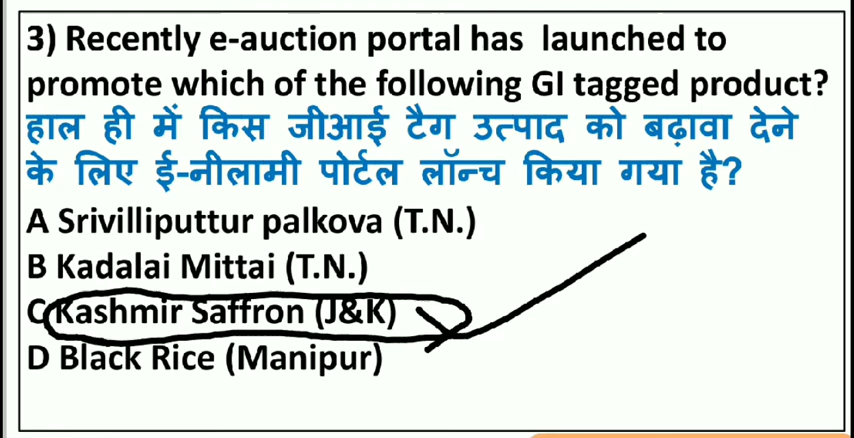 3) Recently e-auction portal has launched to
promote which of the following GI tagged product?
हाल ही में किस जीआई टैग उत्पाद को बढ़ावा देने
के लिए ई-नीलामी पोर्टल लॉन्च किया गया है?
A Srivilliputtur palkova (T.N.)
B Kadalai Mittai (T.N.)
C Kashmir Saffron (J&K)
D Black Rice (Manipur)